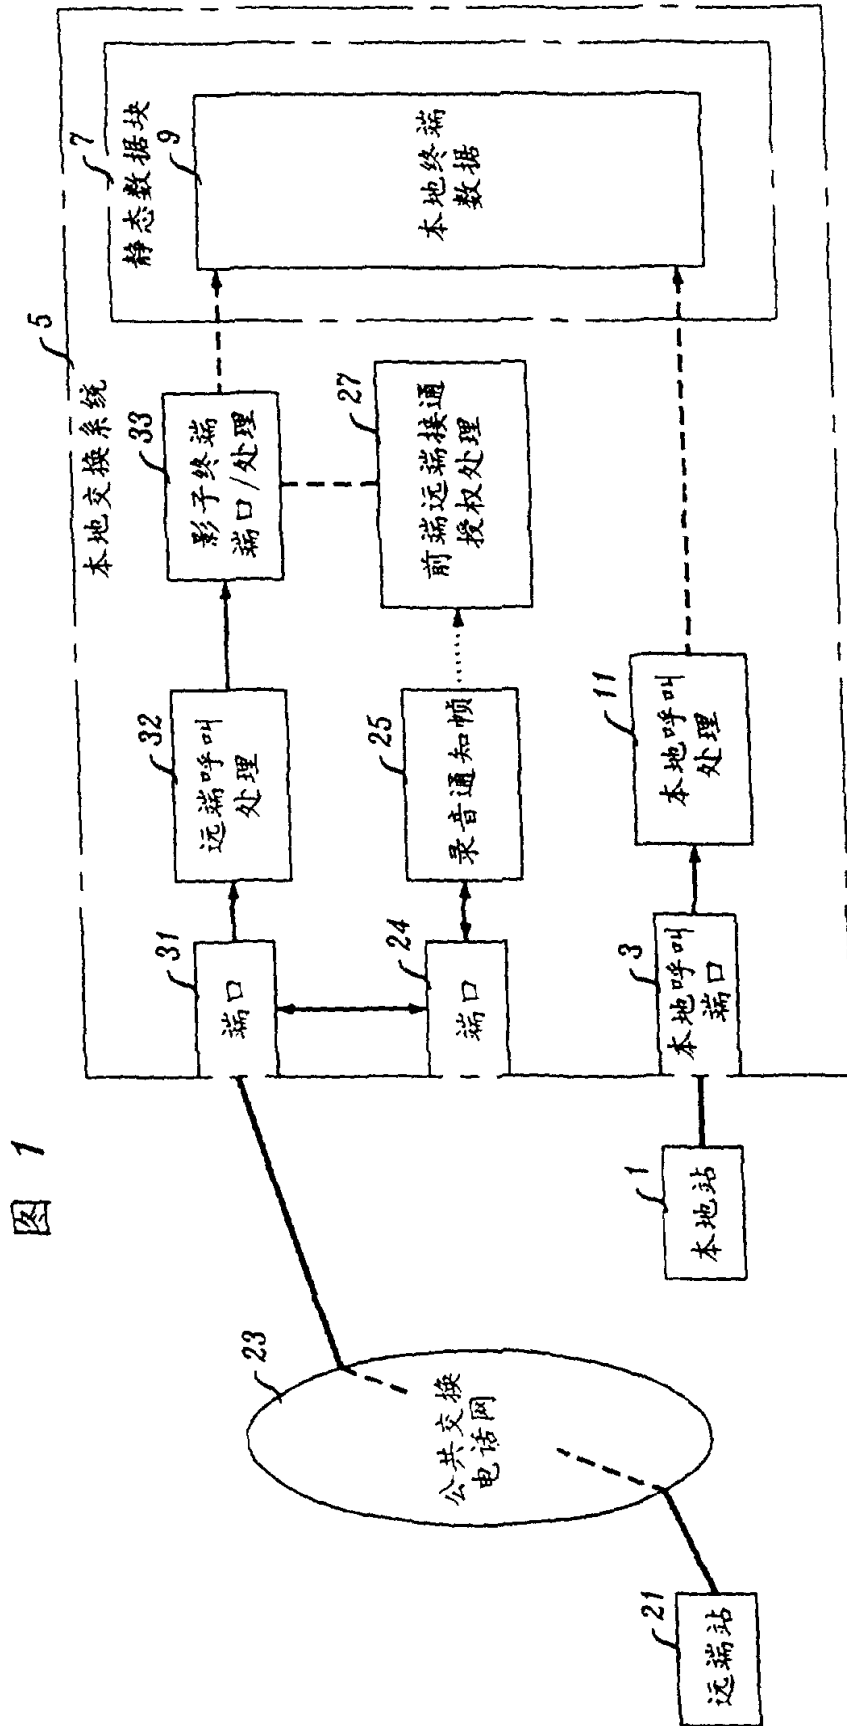 图 1
5
本地交换系统
7
静态数据块
9
本地终端
数据
33
影子终端
端口/处理
27
前端远端接通
授权处理
32
远端呼叫
处理
25
录音通知帧
11
本地呼叫
处理
31
端口
24
端口
3
本地呼叫
端口
1
本地站
23
公共交换
电话网
21
远端站